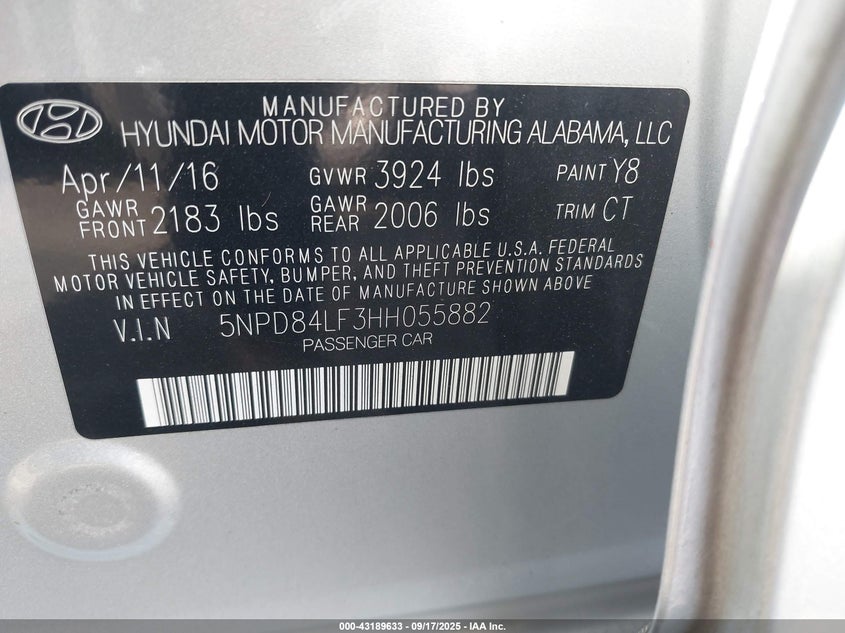 MANUFACTURED BY
HYUNDAI MOTOR MANUFACTURING ALABAMA, LLC
Apr/11/16 GVWR 3924 lbs PAINT Y8
GAWR FRONT 2183 lbs GAWR REAR 2006 lbs TRIM CT
THIS VEHICLE CONFORMS TO ALL APPLICABLE U.S.A. FEDERAL
MOTOR VEHICLE SAFETY, BUMPER, AND THEFT PREVENTION STANDARDS
IN EFFECT ON THE DATE OF MANUFACTURE SHOWN ABOVE
V.I.N 5NPD84LF3HH055882
PASSENGER CAR
000-43189633 - 09/17/2025 - IAA Inc.